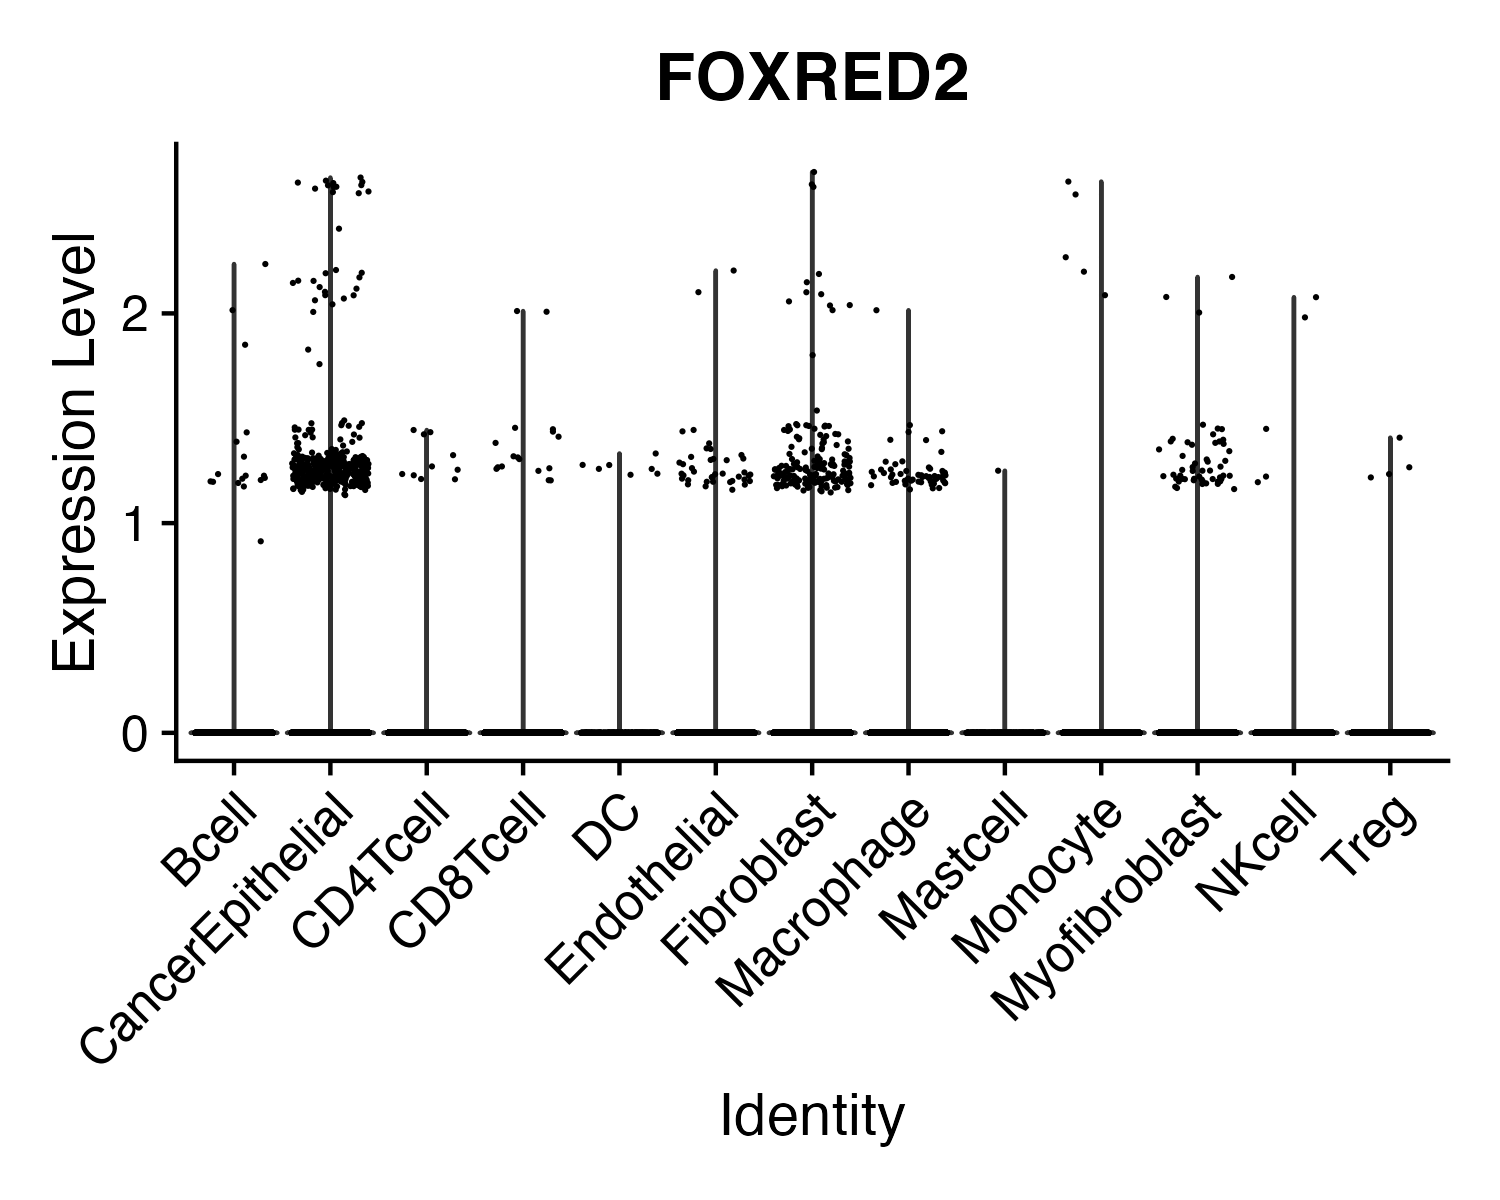 FOXRED2
Expression Level
2
1
0
Bcell
CancerEpithelial
CD4Tcell
CD8Tcell
DC
Endothelial
Fibroblast
Macrophage
Mastcell
Monocyte
Myofibroblast
NKcell
Treg
Identity